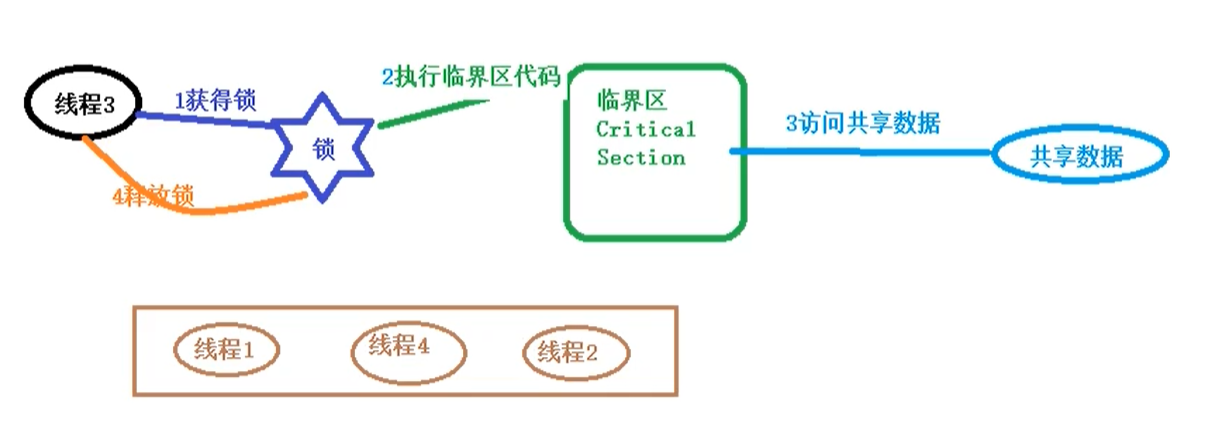 线程3
1获得锁
锁
2执行临界区代码
临界区
Critical
Section
3访问共享数据
共享数据
4释放锁
线程1
线程4
线程2